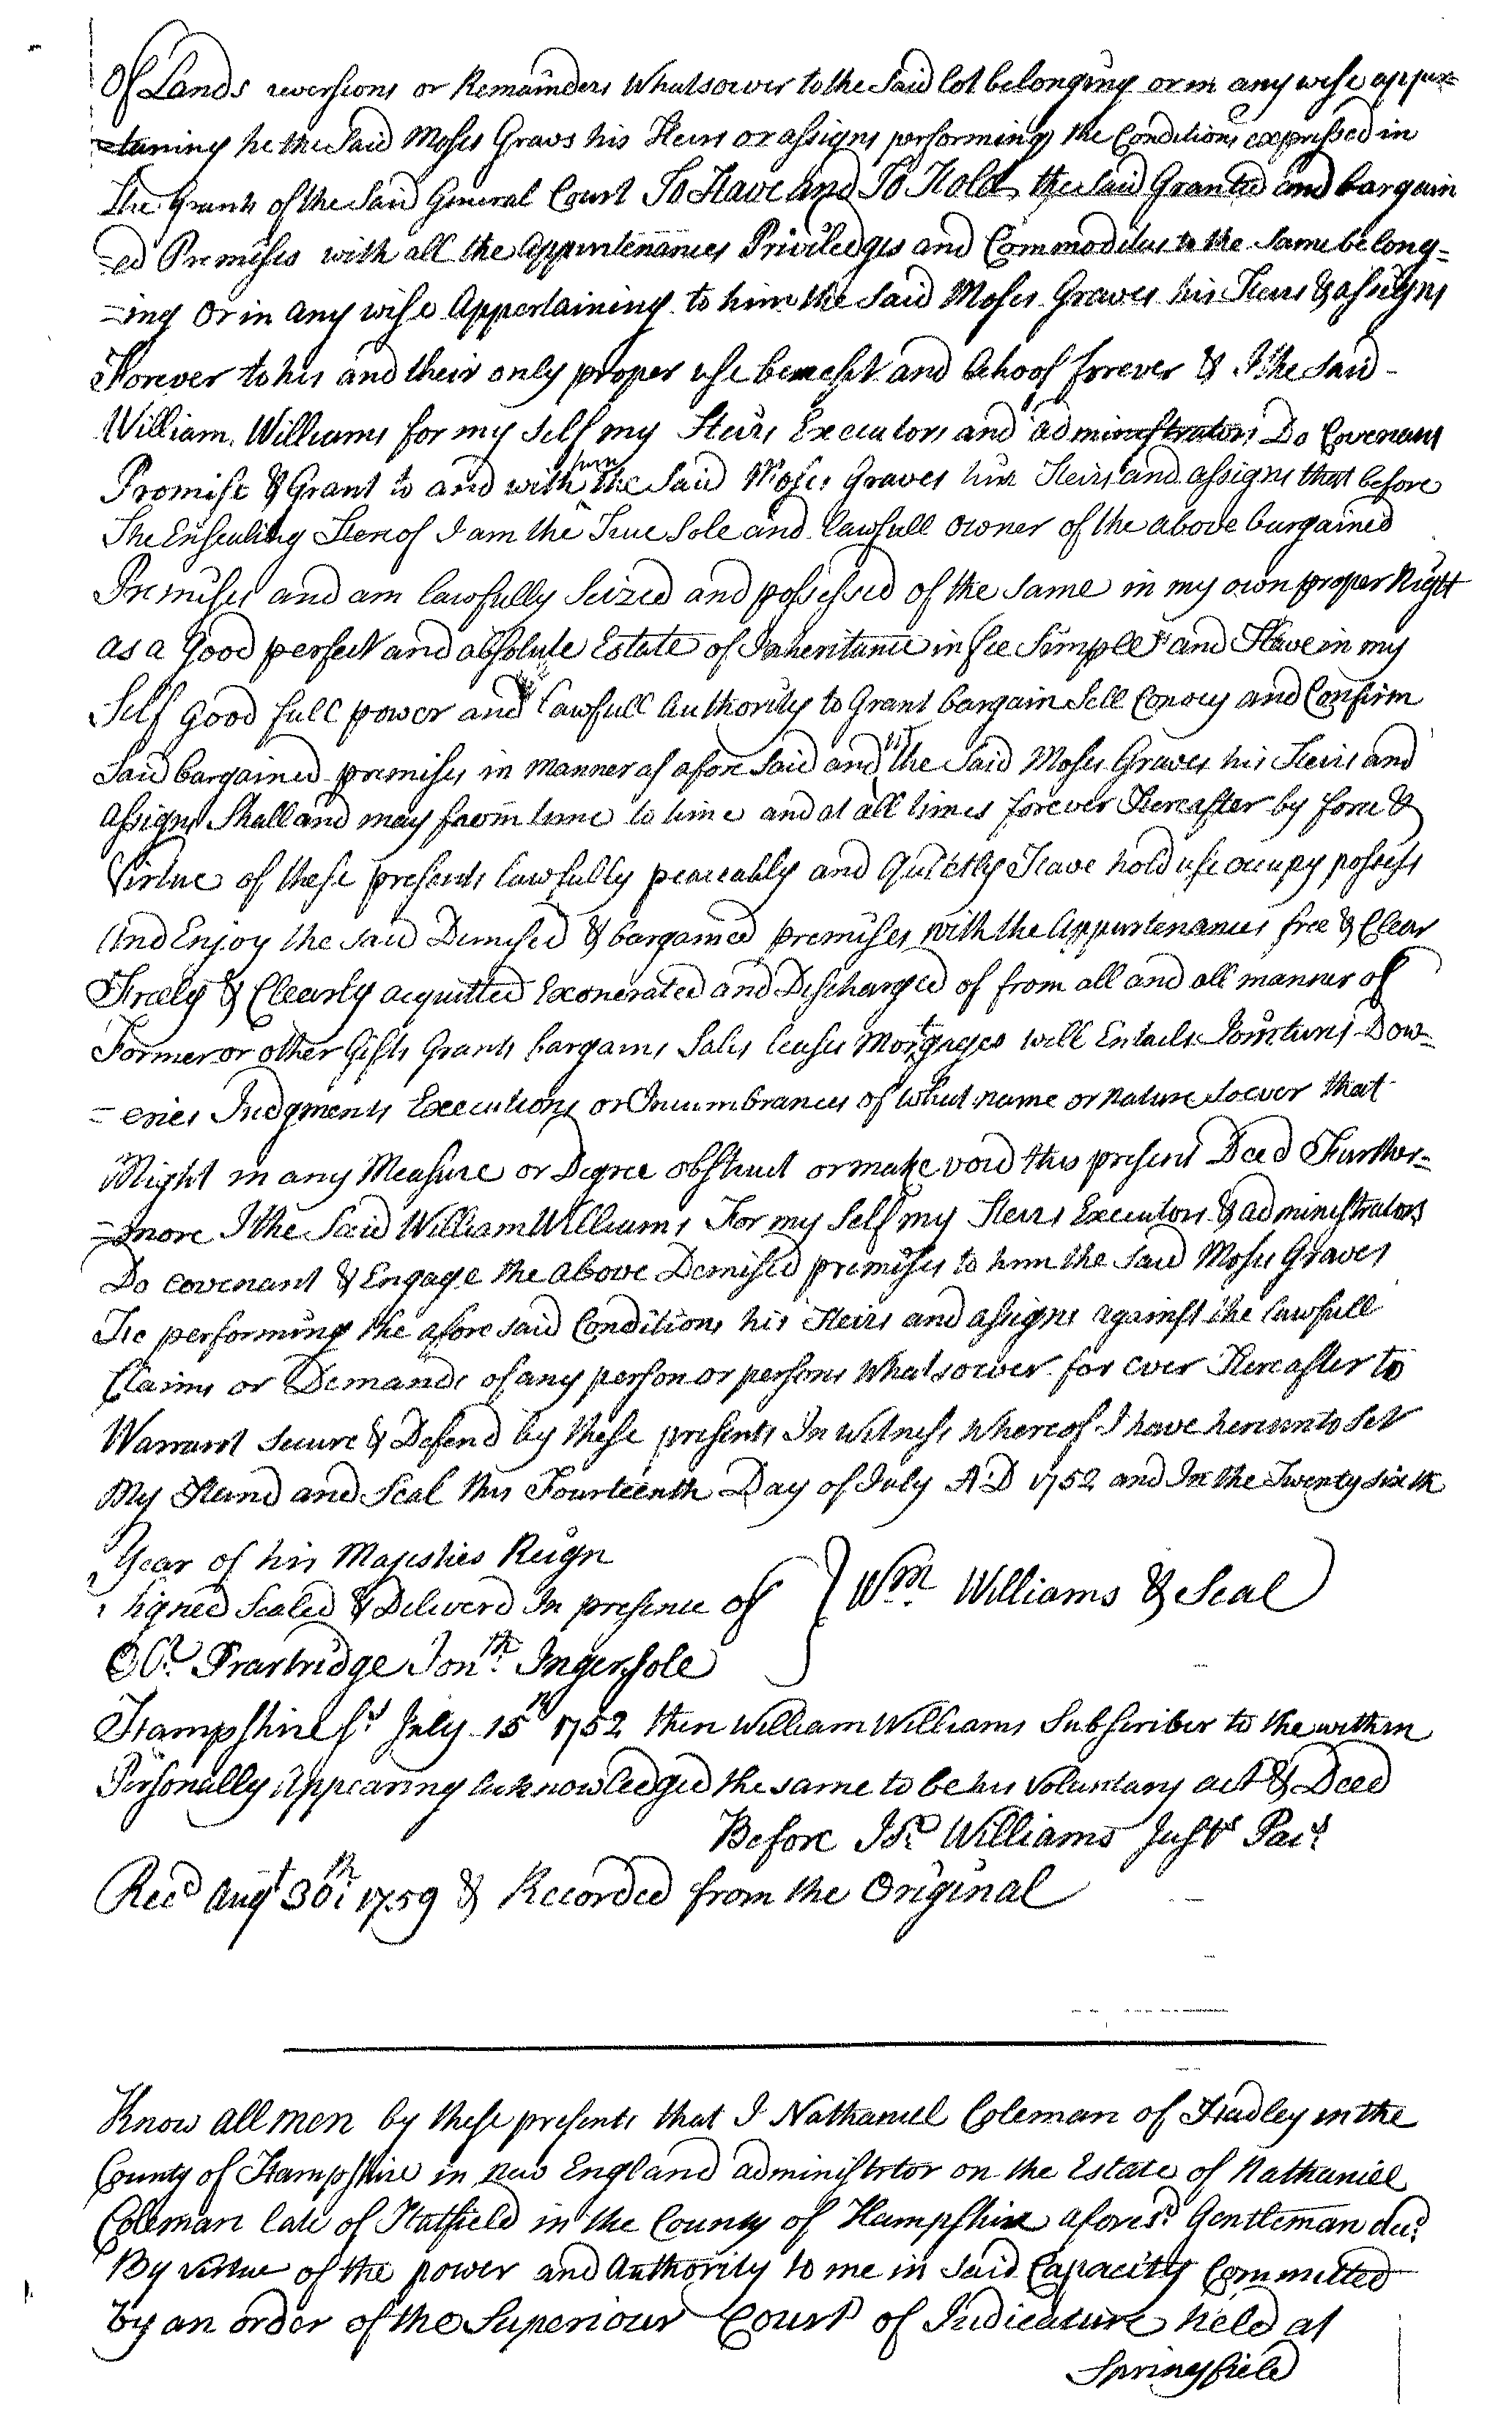 Of Lands reversions or Remainders Whatsoever to the Said lot belonging or in any wise apper=
=taining he the Said Moses Gravs his Heirs or assigns performing the Conditions expressed in
The Grants of the Said General Court To Have and To Hold the said Granted and bargain
=ed Premises with all the appurtenances Priviledges and Commodities to the Same belong=
=ing Or in any wise Appertaining to him the Said Moses Graves his Heirs & assigns
Forever to his and their only proper use benefit and behoof forever & I the Said -
William Williams for my Self my Heirs Executors and administrators Do Covenant
Promise & Grant to and with him the Said Moses Graves his Heirs and assigns that before
The Ensealing Hereof I am the True Sole and lawfull owner of the above bargained
Premises and am lawfully Seized and possessed of the same in my own proper Right
as a Good perfect and absolute Estate of Inheritance in fee Simple and Have in my
Self Good full power and lawfull Authority to Grant bargain Sell Convey and Confirm
Said bargained premises in manner as afore Said and yt the Said Moses Graves his Heirs and
assigns Shall and may from time to time and at all times forever Hereafter by force &
Virtue of these presents lawfully peaceably and Quietly Have hold use occupy possess
And Enjoy the said Demised & bargained premises with the Appurtenances free & Clear
Freely & Clearly acquitted Exonerated and Discharged of from all and all manner of
Former or other Gifts Grants bargains Sales leases Mortgages will Entails Jointures Dow=
=eries Judgments Executions or Incumbrances of what name or nature Soever that
Might in any Measure or Degree obstruct or make void this present Deed Further=
=more I the Said William Williams For my Self my Heirs Executors & administrators
Do covenant & Engage the above Demised premises to him the Said Moses Graves
He performing the afore said Conditions his Heirs and assigns against the lawfull
Claims or Demands of any person or persons whatsoever for ever Hereafter to
Warrant secure & Defend by these presents In Witness whereof I have hereunto Set
My Hand and Seal this Fourteenth Day of July A:D 1752 and In the Twenty sixth
Year of his Majesties Reign
Signed Sealed & Deliverd In presence of } Wm. Williams & Seal
Or. Prartridge Jonth. Ingersole
Hampshire Ss July 15th 1752 then William Williams Subscriber to the within
Personally Appearing Acknowledged the same to be his voluntary act & Deed
Before Isr. Williams Justs Pacs
Recd Augt 30th: 1759 & Recorded from the Original
Know all men by these presents that I Nathaniel Coleman of Hadley in the
County of Hampshire in new England administrtor on the Estate of Nathaniel
Coleman late of Hatfield in the County of Hampshire afoResd. Gentleman decd.
By virtue of the power and Authority to me in Said Capacity Committed
by an order of the Superiour Court of Judicature held at
Springfield